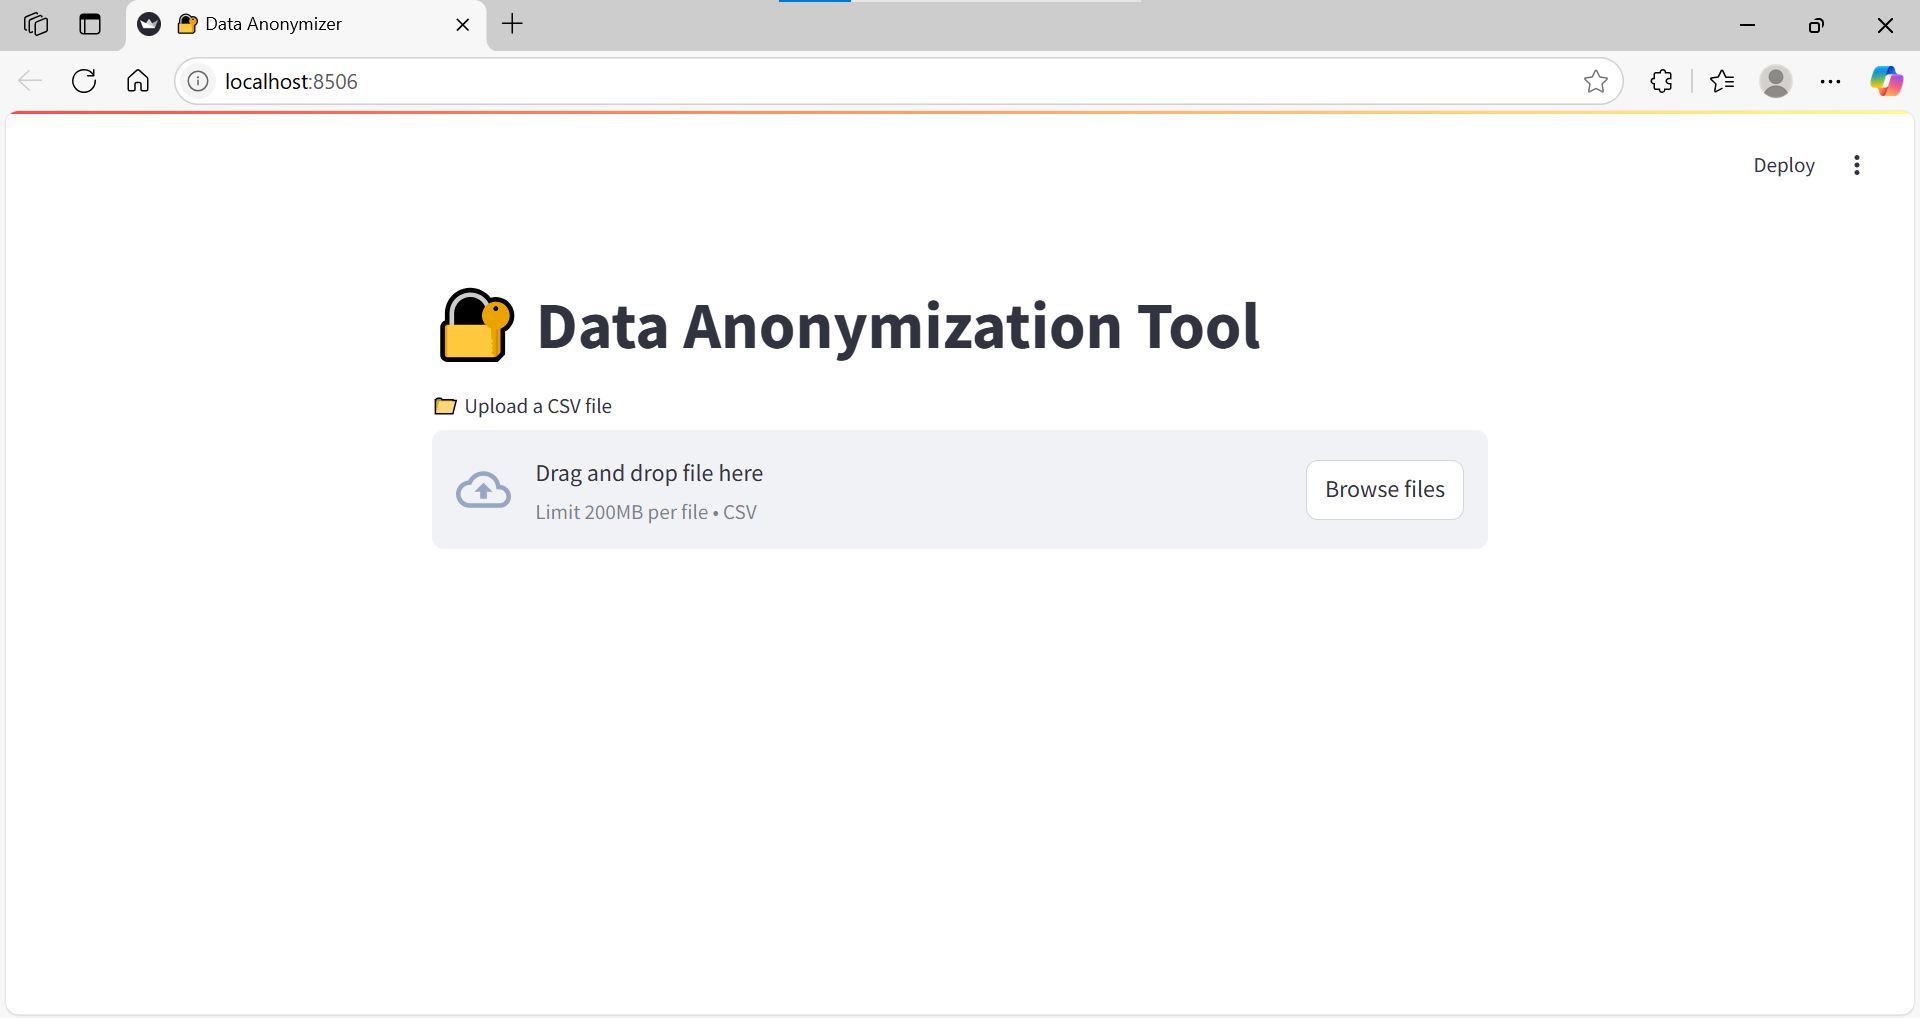 Data Anonymizer
localhost:8506
Deploy
Data Anonymization Tool
Upload a CSV file
Drag and drop file here
Limit 200MB per file • CSV
Browse files